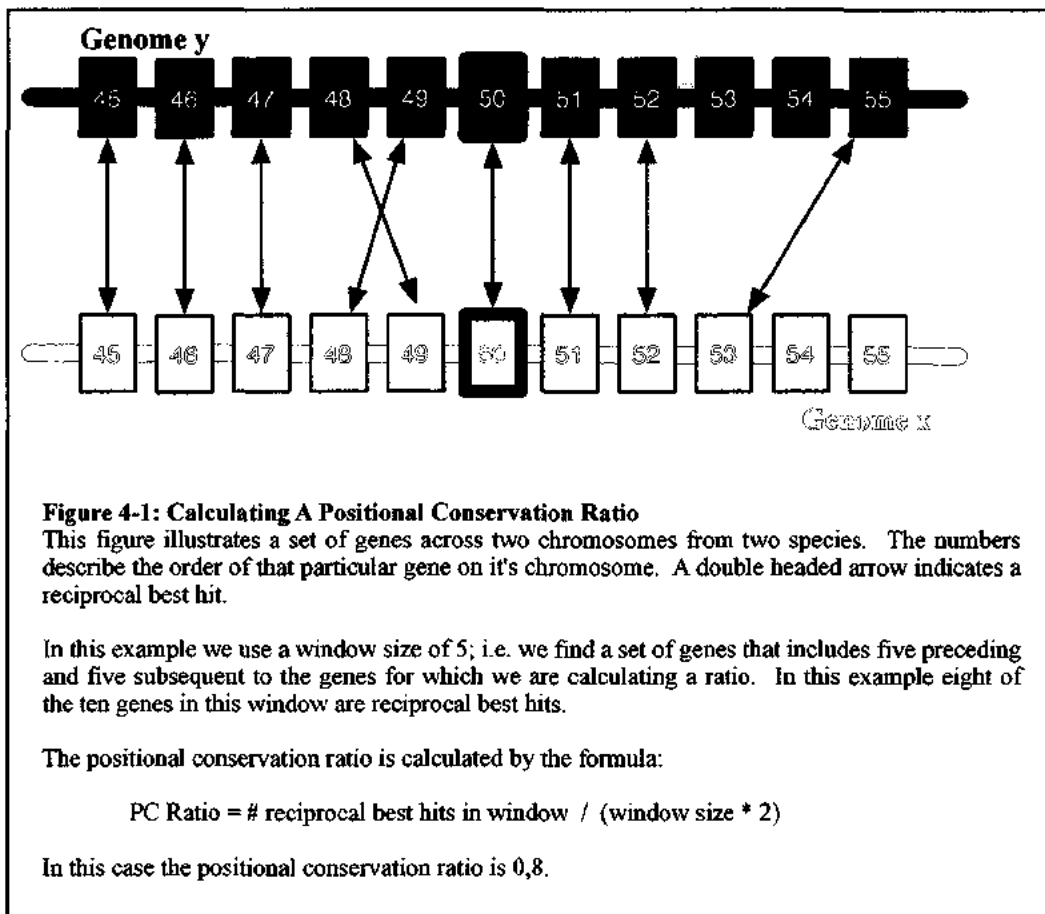 Genome y
45 46 47 48 49 50 51 52 53 54 55
45 46 47 48 49 50 51 52 53 54 55
Genome x
Figure 4-1: Calculating A Positional Conservation Ratio
This figure illustrates a set of genes across two chromosomes from two species. The numbers
describe the order of that particular gene on it's chromosome. A double headed arrow indicates a
reciprocal best hit.
In this example we use a window size of 5; i.e. we find a set of genes that includes five preceding
and five subsequent to the genes for which we are calculating a ratio. In this example eight of
the ten genes in this window are reciprocal best hits.
The positional conservation ratio is calculated by the formula:
PC Ratio = # reciprocal best hits in window / (window size * 2)
In this case the positional conservation ratio is 0,8.